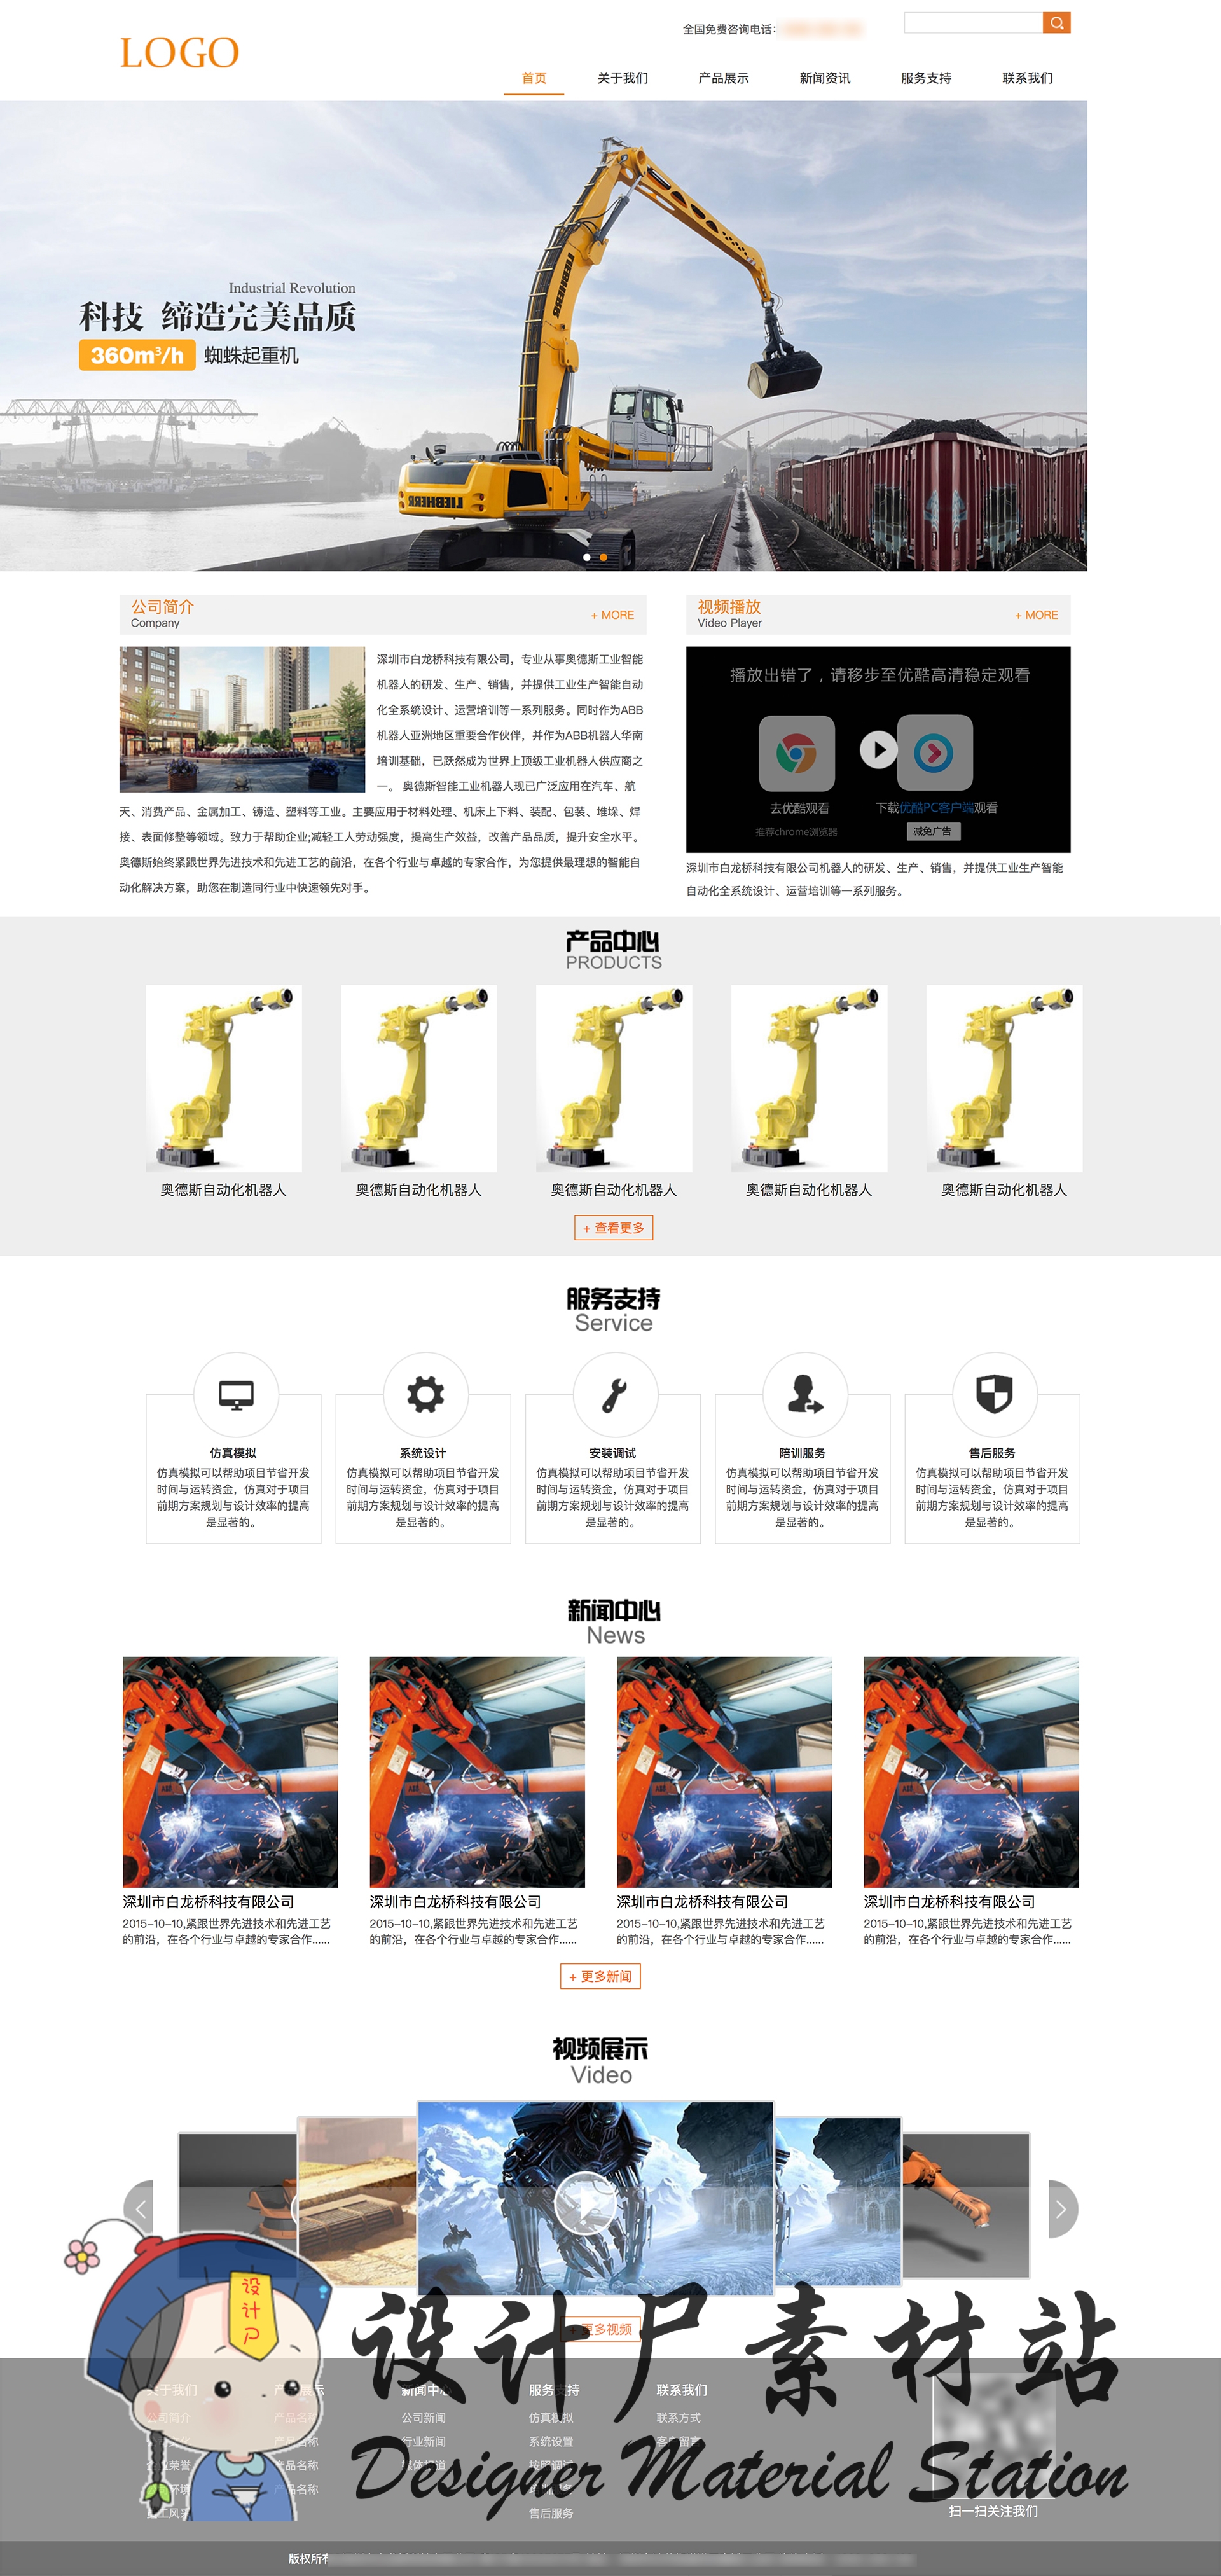 LOGO
全国免费咨询电话:
首页
关于我们
产品展示
新闻资讯
服务支持
联系我们
Industrial Revolution
科技 缔造完美品质
360m³/h 蜘蛛起重机
LIEBHERR
公司简介
Company
+ MORE
深圳市白龙桥科技有限公司，专业从事奥德斯工业智能
机器人的研发、生产、销售，并提供工业生产智能自动
化全系统设计、运营培训等一系列服务。同时作为ABB
机器人亚洲地区重要合作伙伴，并作为ABB机器人华南
培训基础，已跃然成为世界上顶级工业机器人供应商之
一。 奥德斯智能工业机器人现已广泛应用在汽车、航
天、消费产品、金属加工、铸造、塑料等工业。主要应用于材料处理、机床上下料、装配、包装、堆垛、焊
接、表面修整等领域。致力于帮助企业;减轻工人劳动强度，提高生产效益，改善产品品质，提升安全水平。
奥德斯始终紧跟世界先进技术和先进工艺的前沿，在各个行业与卓越的专家合作，为您提供最理想的智能自
动化解决方案，助您在制造同行业中快速领先对手。
视频播放
Video Player
+ MORE
播放出错了，请移步至优酷高清稳定观看
去优酷观看
推荐chrome浏览器
下载优酷PC客户端观看
减免广告
深圳市白龙桥科技有限公司机器人的研发、生产、销售，并提供工业生产智能
自动化全系统设计、运营培训等一系列服务。
产品中心
PRODUCTS
奥德斯自动化机器人
奥德斯自动化机器人
奥德斯自动化机器人
奥德斯自动化机器人
奥德斯自动化机器人
+ 查看更多
服务支持
Service
仿真模拟
仿真模拟可以帮助项目节省开发
时间与运转资金，仿真对于项目
前期方案规划与设计效率的提高
是显著的。
系统设计
仿真模拟可以帮助项目节省开发
时间与运转资金，仿真对于项目
前期方案规划与设计效率的提高
是显著的。
安装调试
仿真模拟可以帮助项目节省开发
时间与运转资金，仿真对于项目
前期方案规划与设计效率的提高
是显著的。
陪训服务
仿真模拟可以帮助项目节省开发
时间与运转资金，仿真对于项目
前期方案规划与设计效率的提高
是显著的。
售后服务
仿真模拟可以帮助项目节省开发
时间与运转资金，仿真对于项目
前期方案规划与设计效率的提高
是显著的。
新闻中心
News
深圳市白龙桥科技有限公司
2015-10-10,紧跟世界先进技术和先进工艺
的前沿，在各个行业与卓越的专家合作......
深圳市白龙桥科技有限公司
2015-10-10,紧跟世界先进技术和先进工艺
的前沿，在各个行业与卓越的专家合作......
深圳市白龙桥科技有限公司
2015-10-10,紧跟世界先进技术和先进工艺
的前沿，在各个行业与卓越的专家合作......
深圳市白龙桥科技有限公司
2015-10-10,紧跟世界先进技术和先进工艺
的前沿，在各个行业与卓越的专家合作......
+ 更多新闻
视频展示
Video
+ 更多视频
设计尸
设计尸素材站
Designer Material Station
关于我们
公司简介
产品展示
产品名称
产品名称
产品名称
产品名称
新闻中心
公司新闻
行业新闻
服务支持
仿真模拟
系统设置
售后服务
联系我们
联系方式
客户留言
扫一扫关注我们
版权所有